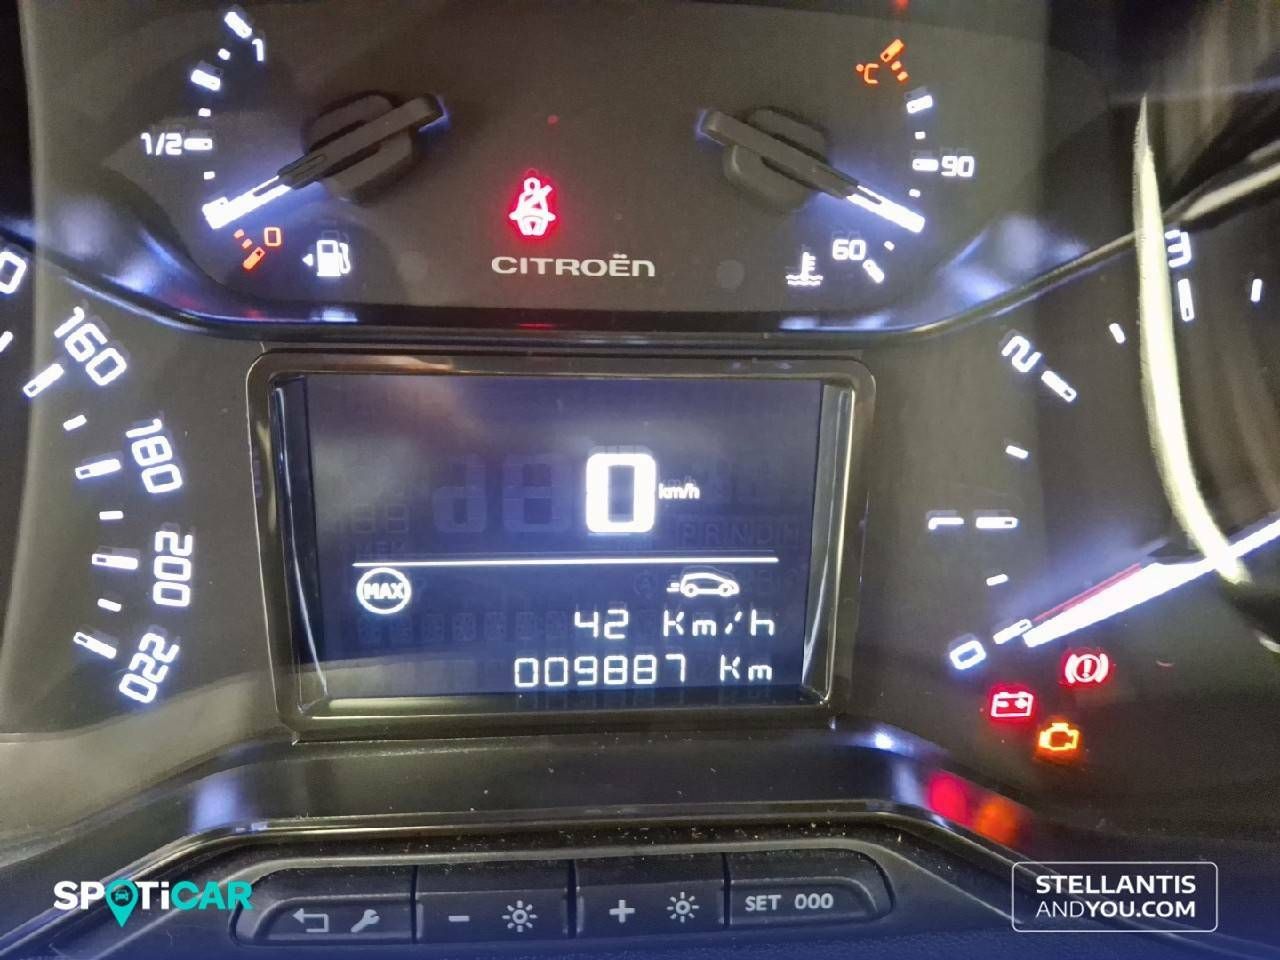 1
1/2
0
°C
90
60
CITROËN
160
180
200
220
3
2
1
0
0 km/h
MAX
42 Km/h
009887 Km
SET 000
SPOTiCAR
STELLANTIS
ANDYOU.COM